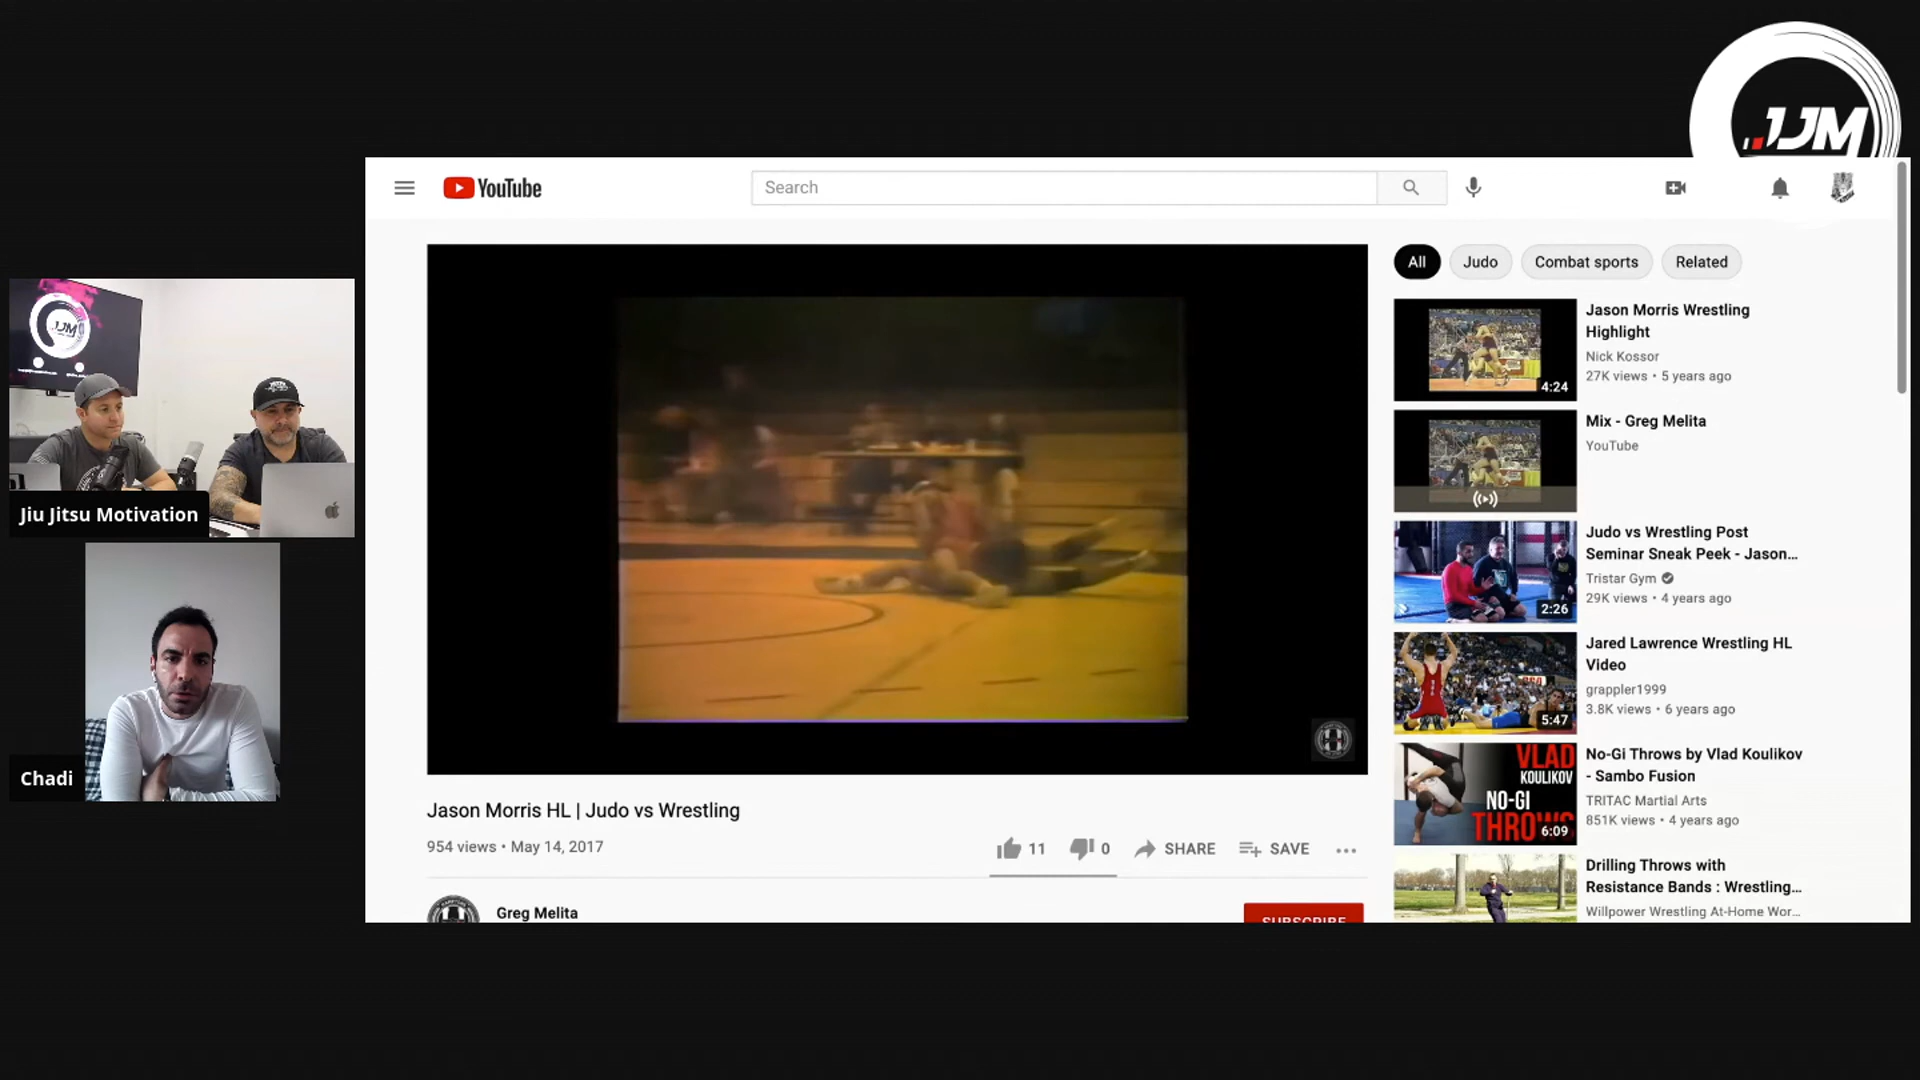 JJM
YouTube
Search
All
Judo
Combat sports
Related
Jason Morris Wrestling
Highlight
Nick Kossor
27K views • 5 years ago
4:24
Mix - Greg Melita
YouTube
Judo vs Wrestling Post
Seminar Sneak Peek - Jason...
Tristar Gym
29K views • 4 years ago
2:26
Jared Lawrence Wrestling HL
Video
grappler1999
3.8K views • 6 years ago
5:47
VLAD
KOULIKOV
NO-GI
THROWS
6:09
No-Gi Throws by Vlad Koulikov
- Sambo Fusion
TRITAC Martial Arts
851K views • 4 years ago
Drilling Throws with
Resistance Bands : Wrestling...
Willpower Wrestling At-Home Wor...
JJM
Jiu Jitsu Motivation
Chadi
Jason Morris HL | Judo vs Wrestling
954 views • May 14, 2017
11
0
SHARE
SAVE
Greg Melita
SUBSCRIBE